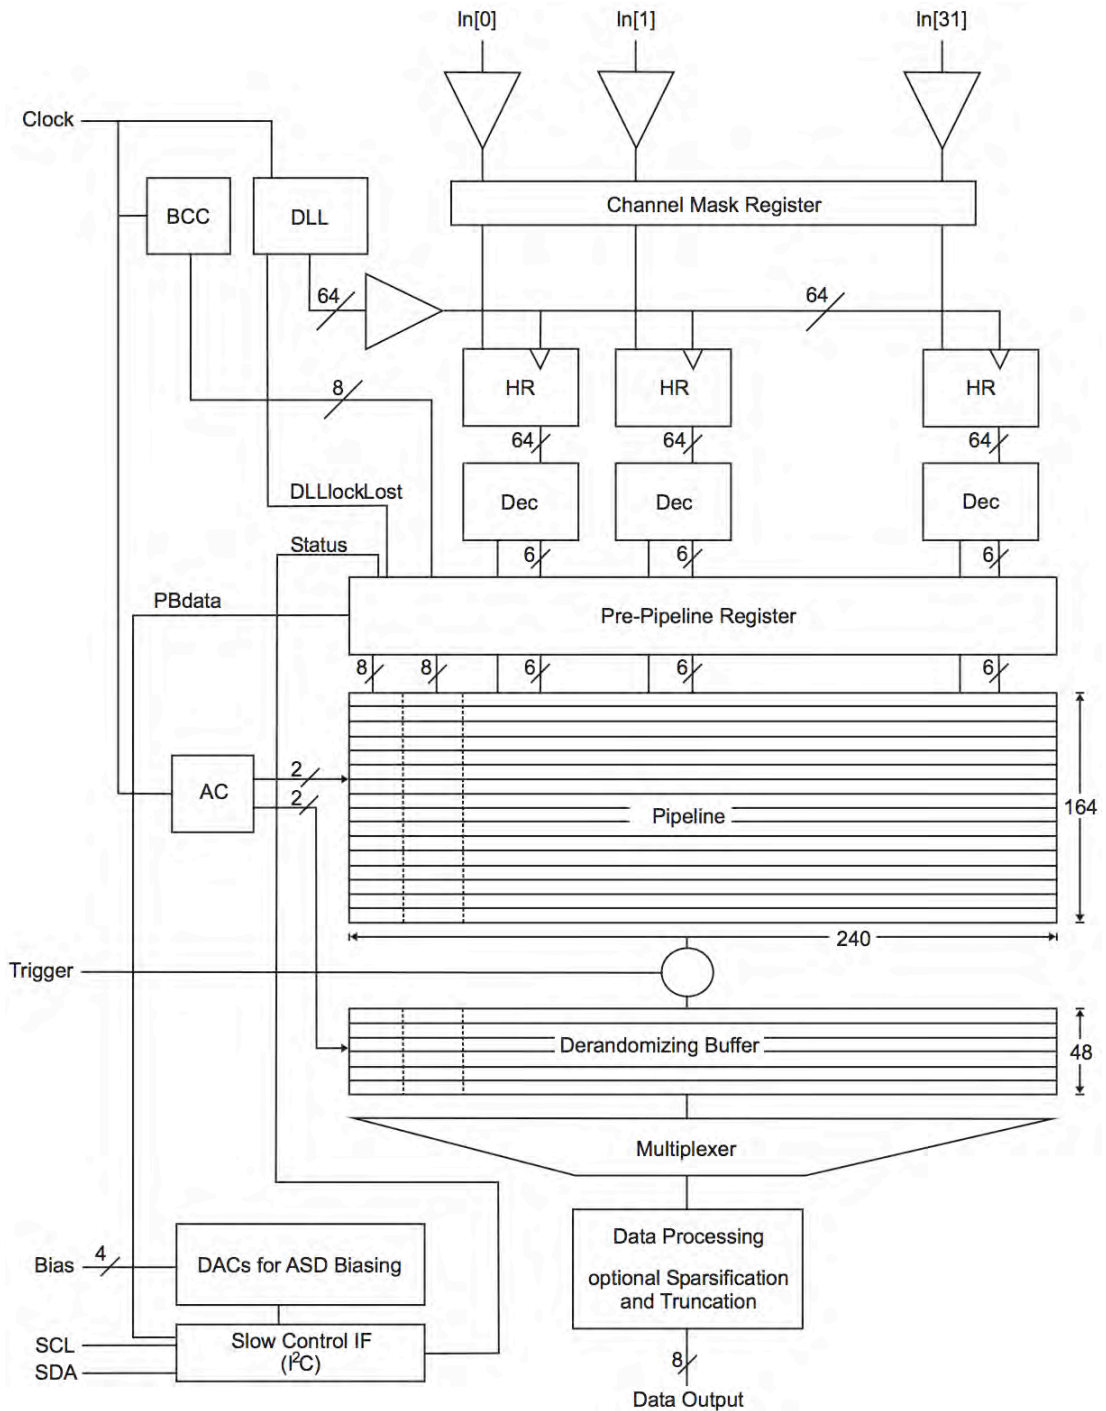 In[0]
In[1]
In[31]
Clock
BCC
DLL
Channel Mask Register
64
64
8
HR
HR
HR
64
64
64
DLLlockLost
Dec
Dec
Dec
Status
6
6
6
PBdata
Pre-Pipeline Register
8
8
6
6
6
AC
2
2
Pipeline
164
240
Trigger
Derandomizing Buffer
48
Multiplexer
Data Processing
optional Sparsification
and Truncation
Bias
4
DACs for ASD Biasing
SCL
SDA
Slow Control IF
(I²C)
8
Data Output